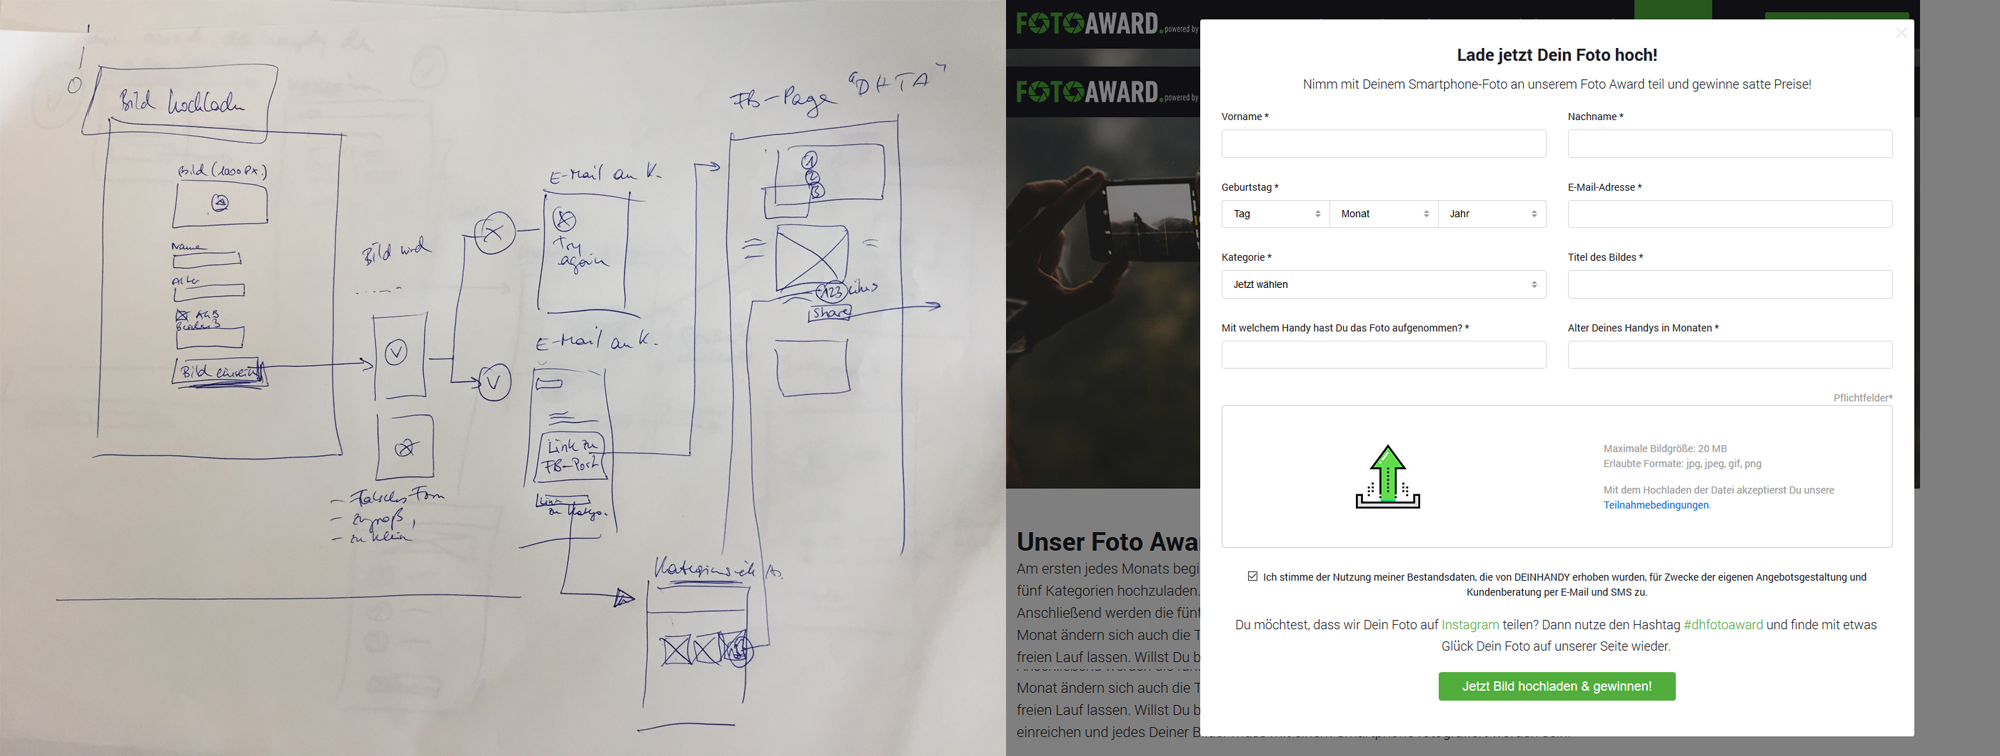 Bild hochladen
Bild (1000px.)
Name
Alter
AGB
Bild einreichen
Bild wird
- Falsches Form
- zu groß,
- zu klein
E-Mail an K.
try
again
E-Mail an K.
Link zu
FB-Post
Link
FB-Page "DHTA"
1
2
3
123 likes
share
FOTOAWARD. powered by
FOTOAWARD. powered by
Unser Foto Awa
Am ersten jedes Monats begi
fünf Kategorien hochzuladen.
Anschließend werden die fünf
Monat ändern sich auch die T
freien Lauf lassen. Willst Du b
Monat ändern sich auch die T
freien Lauf lassen. Willst Du b
einreichen und jedes Deiner B
Lade jetzt Dein Foto hoch!
Nimm mit Deinem Smartphone-Foto an unserem Foto Award teil und gewinne satte Preise!
Vorname *
Nachname *
Geburtstag *
E-Mail-Adresse *
Tag
Monat
Jahr
Kategorie *
Titel des Bildes *
Jetzt wählen
Mit welchem Handy hast Du das Foto aufgenommen? *
Alter Deines Handys in Monaten *
Pflichtfelder*
Maximale Bildgröße: 20 MB
Erlaubte Formate: jpg, jpeg, gif, png
Mit dem Hochladen der Datei akzeptierst Du unsere
Teilnahmebedingungen.
Ich stimme der Nutzung meiner Bestandsdaten, die von DEINHANDY erhoben wurden, für Zwecke der eigenen Angebotsgestaltung und
Kundenberatung per E-Mail und SMS zu.
Du möchtest, dass wir Dein Foto auf Instagram teilen? Dann nutze den Hashtag #dhfotoaward und finde mit etwas
Glück Dein Foto auf unserer Seite wieder.
Jetzt Bild hochladen & gewinnen!